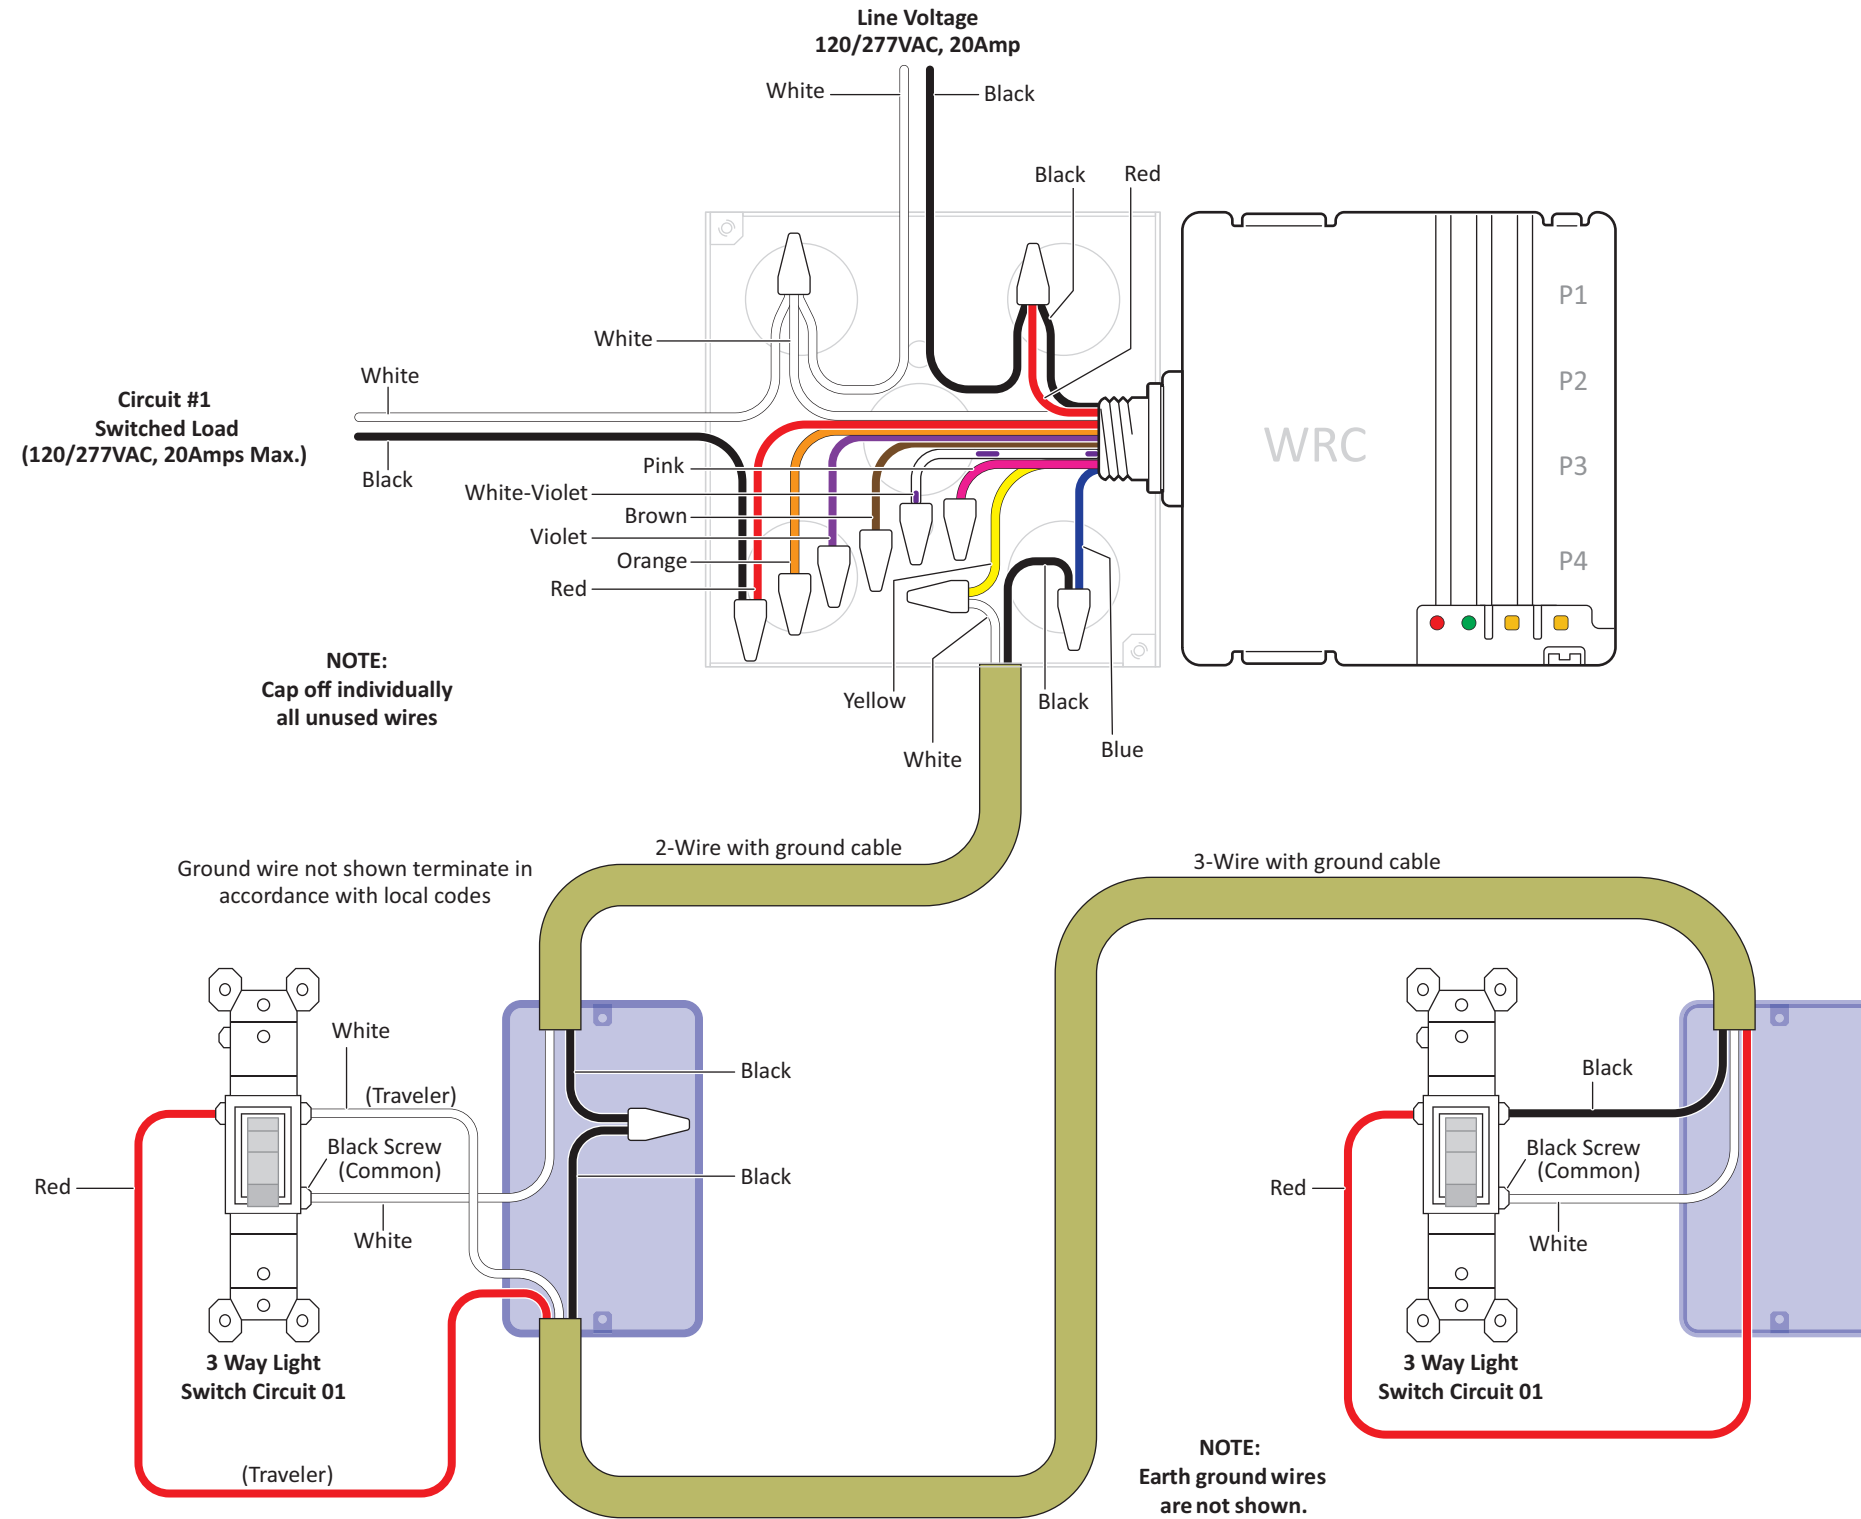 Line Voltage
120/277VAC, 20Amp
White
Black
Black
Red
White
White
Circuit #1
Switched Load
(120/277VAC, 20Amps Max.)
Black
Pink
White-Violet
Brown
Violet
Orange
Red
WRC
P1
P2
P3
P4
NOTE:
Cap off individually
all unused wires
Yellow
Black
White
Blue
2-Wire with ground cable
3-Wire with ground cable
Ground wire not shown terminate in
accordance with local codes
White
(Traveler)
Black Screw
(Common)
Red
White
Black
Black
3 Way Light
Switch Circuit 01
(Traveler)
Black
Black Screw
(Common)
Red
White
3 Way Light
Switch Circuit 01
NOTE:
Earth ground wires
are not shown.